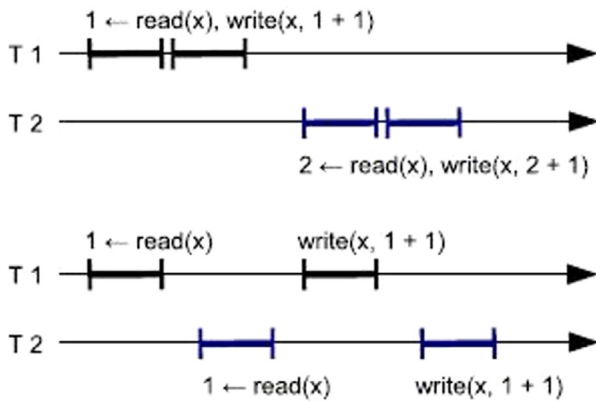 1 ← read(x), write(x, 1 + 1)
T 1
T 2
2 ← read(x), write(x, 2 + 1)
1 ← read(x) write(x, 1 + 1)
T 1
T 2
1 ← read(x) write(x, 1 + 1)